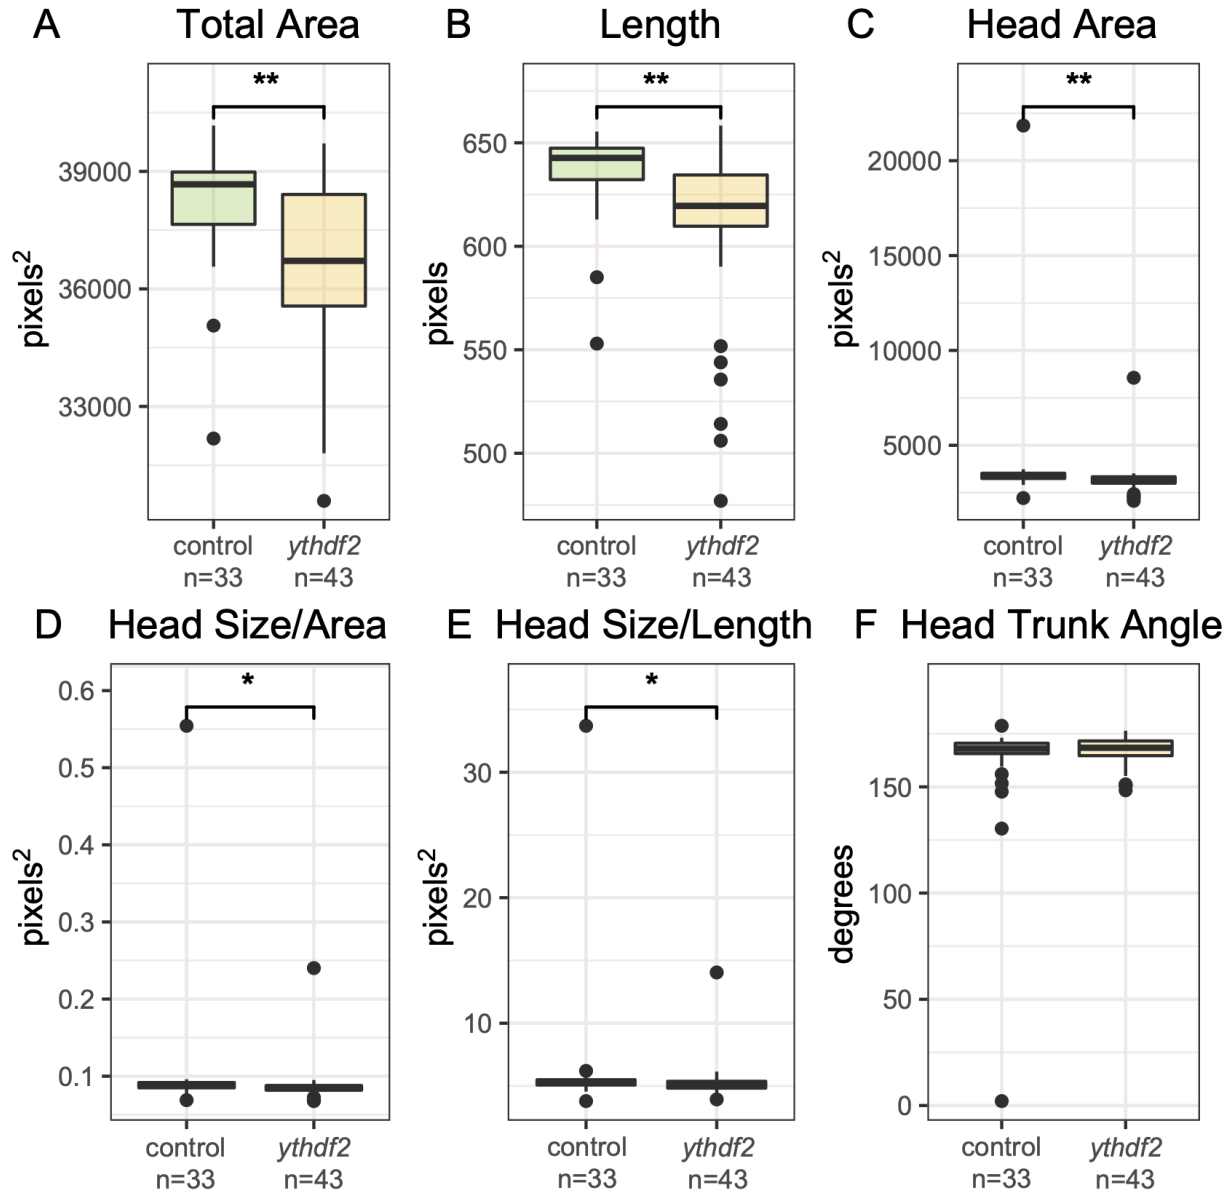 A Total Area
**
pixels²
39000
36000
33000
control
n=33
ythdf2
n=43
B Length
**
pixels
650
600
550
500
control
n=33
ythdf2
n=43
C Head Area
**
pixels²
20000
15000
10000
5000
control
n=33
ythdf2
n=43
D Head Size/Area
*
pixels²
0.6
0.5
0.4
0.3
0.2
0.1
control
n=33
ythdf2
n=43
E Head Size/Length
*
pixels²
30
20
10
control
n=33
ythdf2
n=43
F Head Trunk Angle
degrees
150
100
50
0
control
n=33
ythdf2
n=43